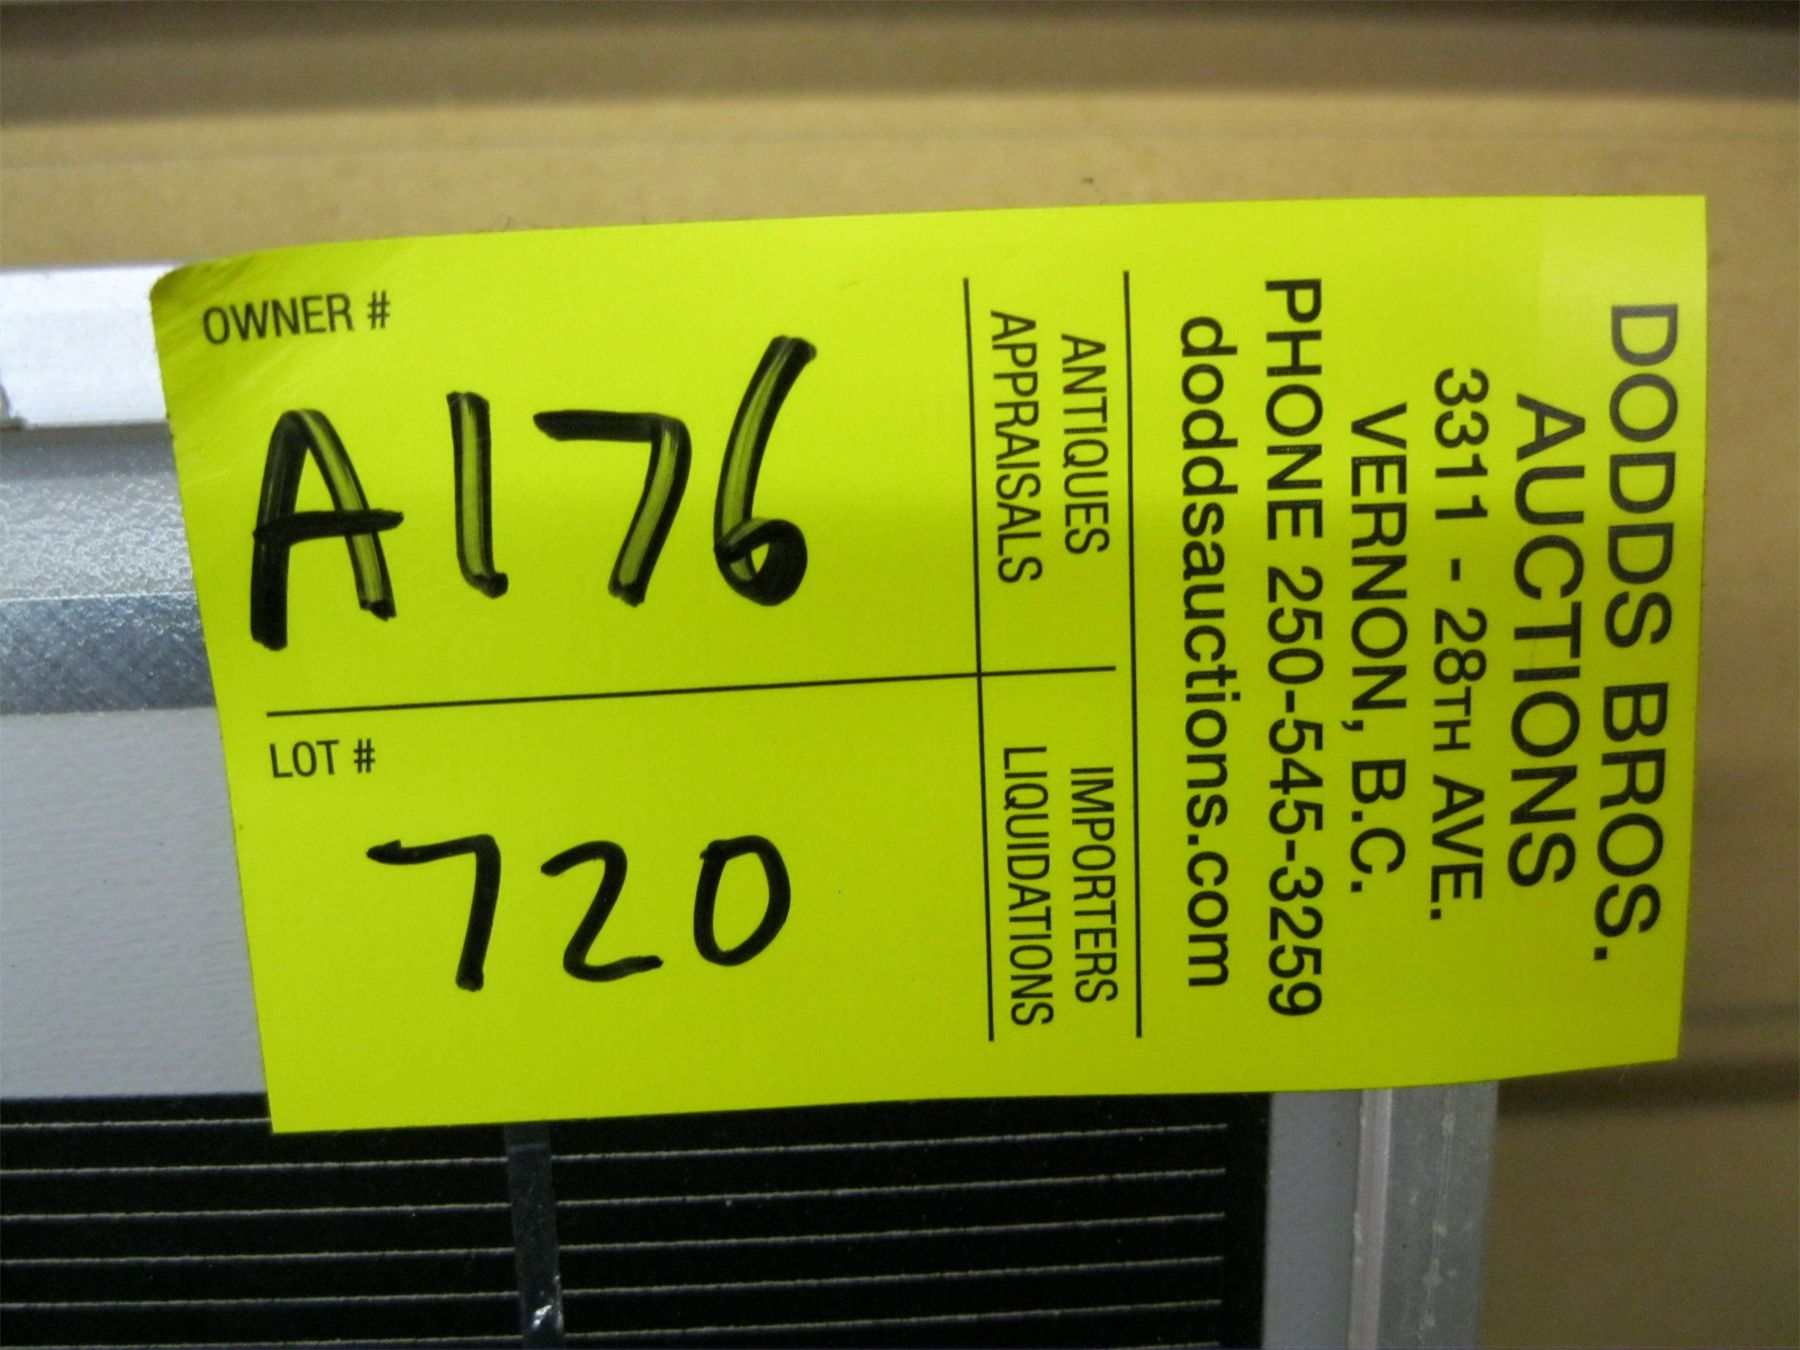 OWNER #
A176
LOT #
720
DODDS BROS.
AUCTIONS
3311 - 28TH AVE.
VERNON, B.C.
PHONE 250-545-3259
doddsauctions.com
ANTIQUES
APPRAISALS
IMPORTERS
LIQUIDATIONS